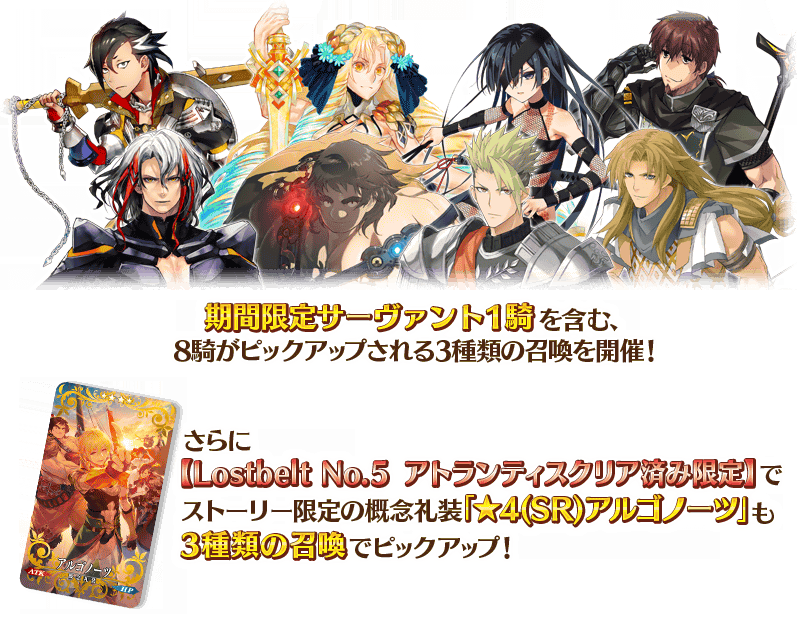 期間限定サーヴァント1騎を含む、
8騎がピックアップされる3種類の召喚を開催！
さらに
【Lostbelt No.5 アトランティスクリア済み限定】で
ストーリー限定の概念礼装「★4(SR)アルゴノーツ」も
3種類の召喚でピックアップ！
アルゴノーツ
ATK
HP